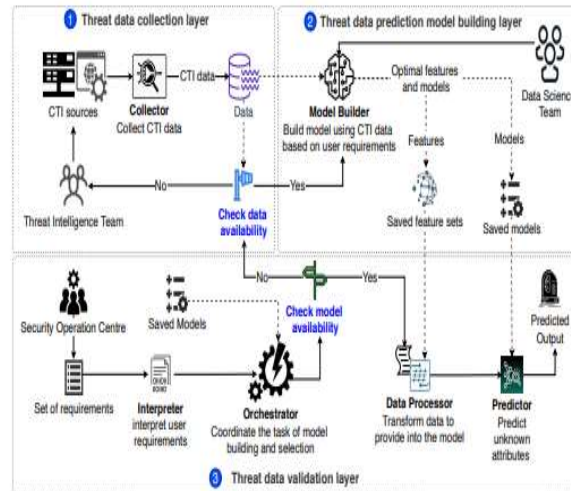 1 Threat data collection layer
CTI sources
Collector
Collect CTI data
CTI data
Data
No
Yes
Threat Intelligence Team
Check data
availability
2 Threat data prediction model building layer
Model Builder
Build model using CTI data
based on user requirements
Optimal features
and models
Data Science
Team
Features
Models
Saved feature sets
Saved models
Security Operation Centre
Saved Models
No
Yes
Check model
availability
Predicted
Output
Set of requirements
Interpreter
interpret user
requirements
Orchestrator
Coordinate the task of model
building and selection
Data Processor
Transform data to
provide into the model
Predictor
Predict
unknown
attributes
3 Threat data validation layer